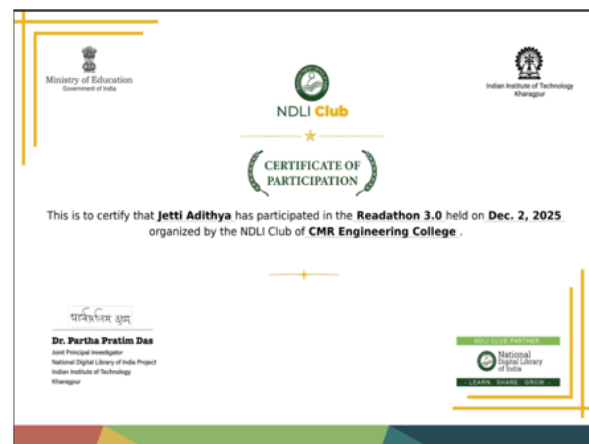 Ministry of Education
Government of India
Indian Institute of Technology
Kharagpur
NDLI Club
CERTIFICATE OF
PARTICIPATION
This is to certify that Jetti Adithya has participated in the Readathon 3.0 held on Dec. 2, 2025
organized by the NDLI Club of CMR Engineering College .
Dr. Partha Pratim Das
Joint Principal Investigator
National Digital Library of India Project
Indian Institute of Technology
Kharagpur
NDLI CLUB PARTNER
National
Digital Library
of India
- LEARN SHARE GROW -